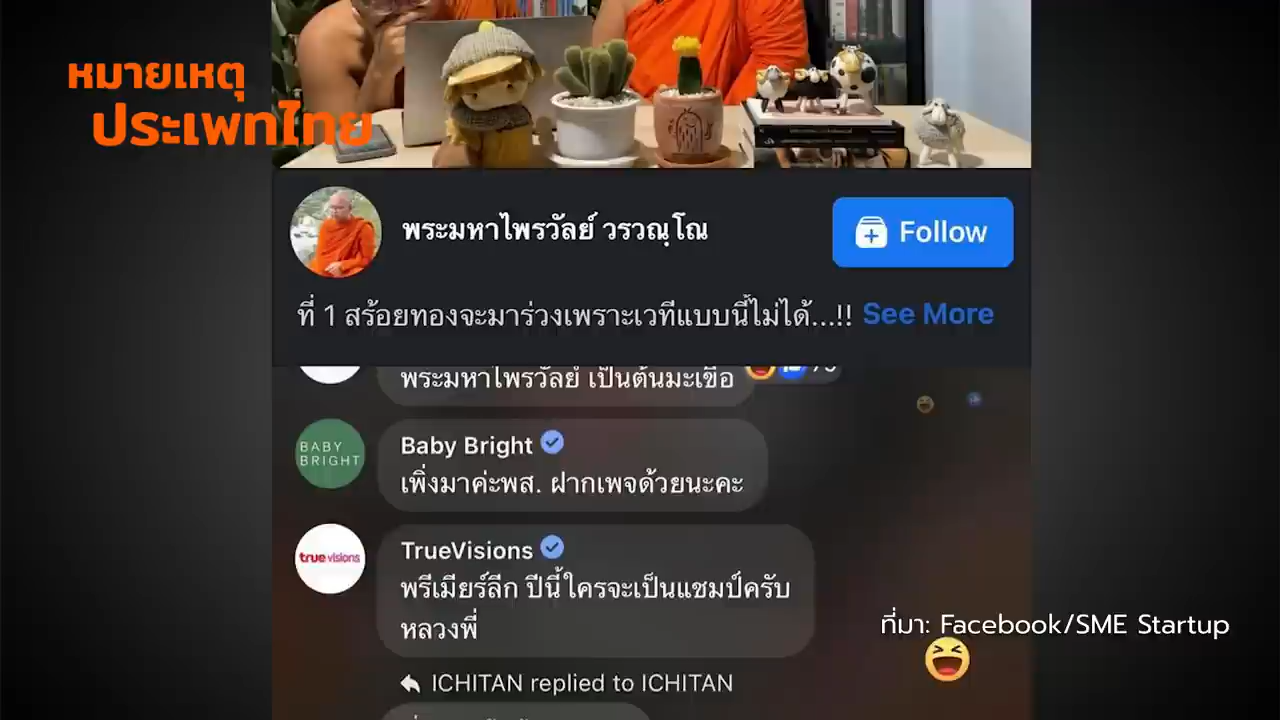 หมายเหตุ
ประเพทไทย
พระมหาไพรวัลย์ วรวณฺโณ
Follow
ที่ 1 สร้อยทองจะมาร่วงเพราะเวทีแบบนี้ไม่ได้...!! See More
พระมหาไพรวัลย์ เป็นต้นมะเขือ
BABY
BRIGHT
Baby Bright
เพิ่งมาค่ะพส. ฝากเพจด้วยนะคะ
true visions
TrueVisions
พรีเมียร์ลีก ปีนี้ใครจะเป็นแชมป์ครับ
หลวงพี่
ที่มา: Facebook/SME Startup
ICHITAN replied to ICHITAN